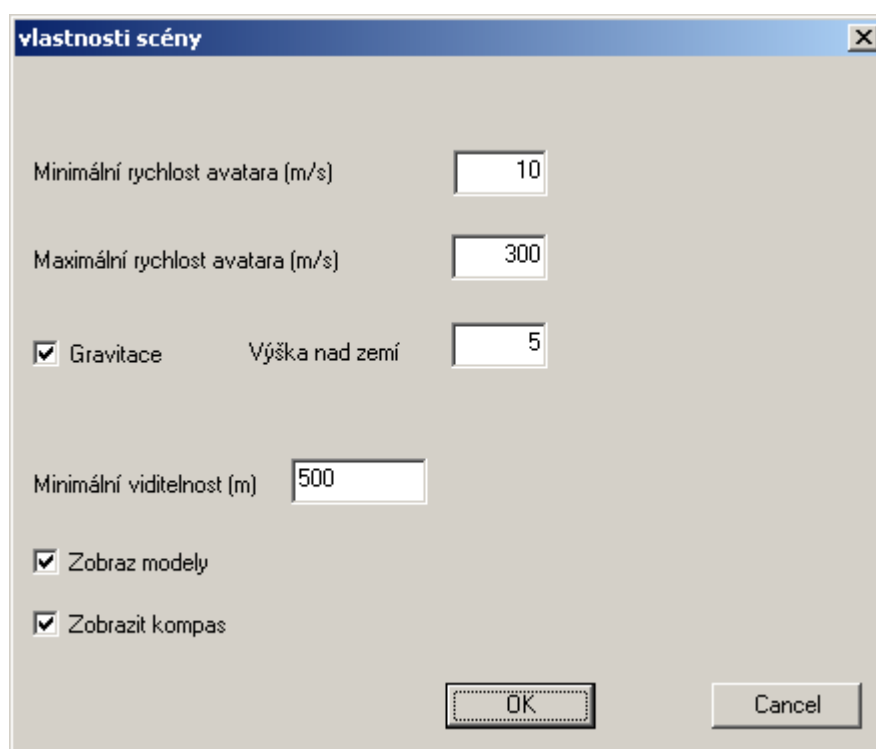 vlastnosti scény
Minimální rychlost avatara (m/s) 10
Maximální rychlost avatara (m/s) 300
Gravitace Výška nad zemí 5
Minimální viditelnost (m) 500
Zobraz modely
Zobrazit kompas
OK Cancel